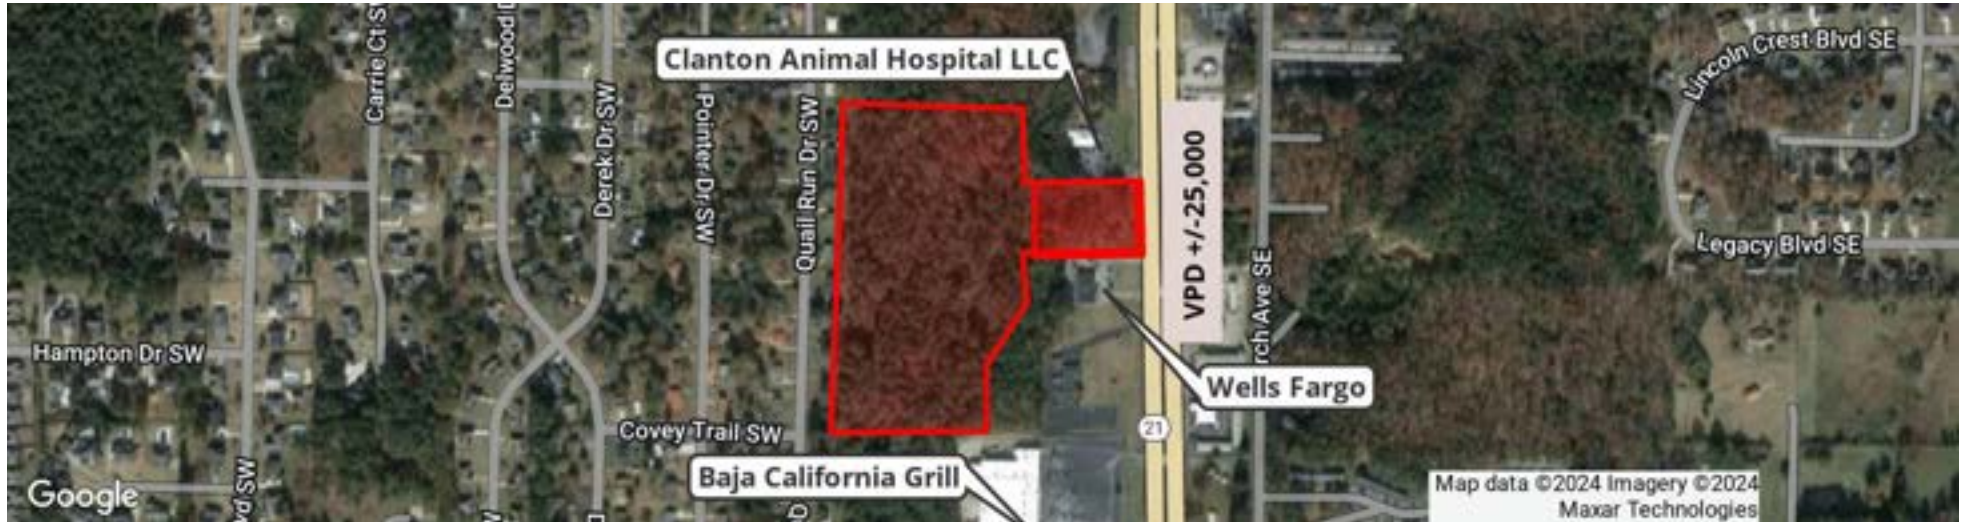 Carrie Ct S
Delwood D
Lincoln Crest Blvd SE
Clanton Animal Hospital LLC
Derek Dr SW
Pointer Dr SW
Quail Run Dr SW
VPD +/-25,000
Legacy Blvd SE
rch Ave SE
Hampton Dr SW
Wells Fargo
21
Covey Trail SW
Baja California Grill
vd SW
Google
Map data ©2024 Imagery ©2024
Maxar Technologies